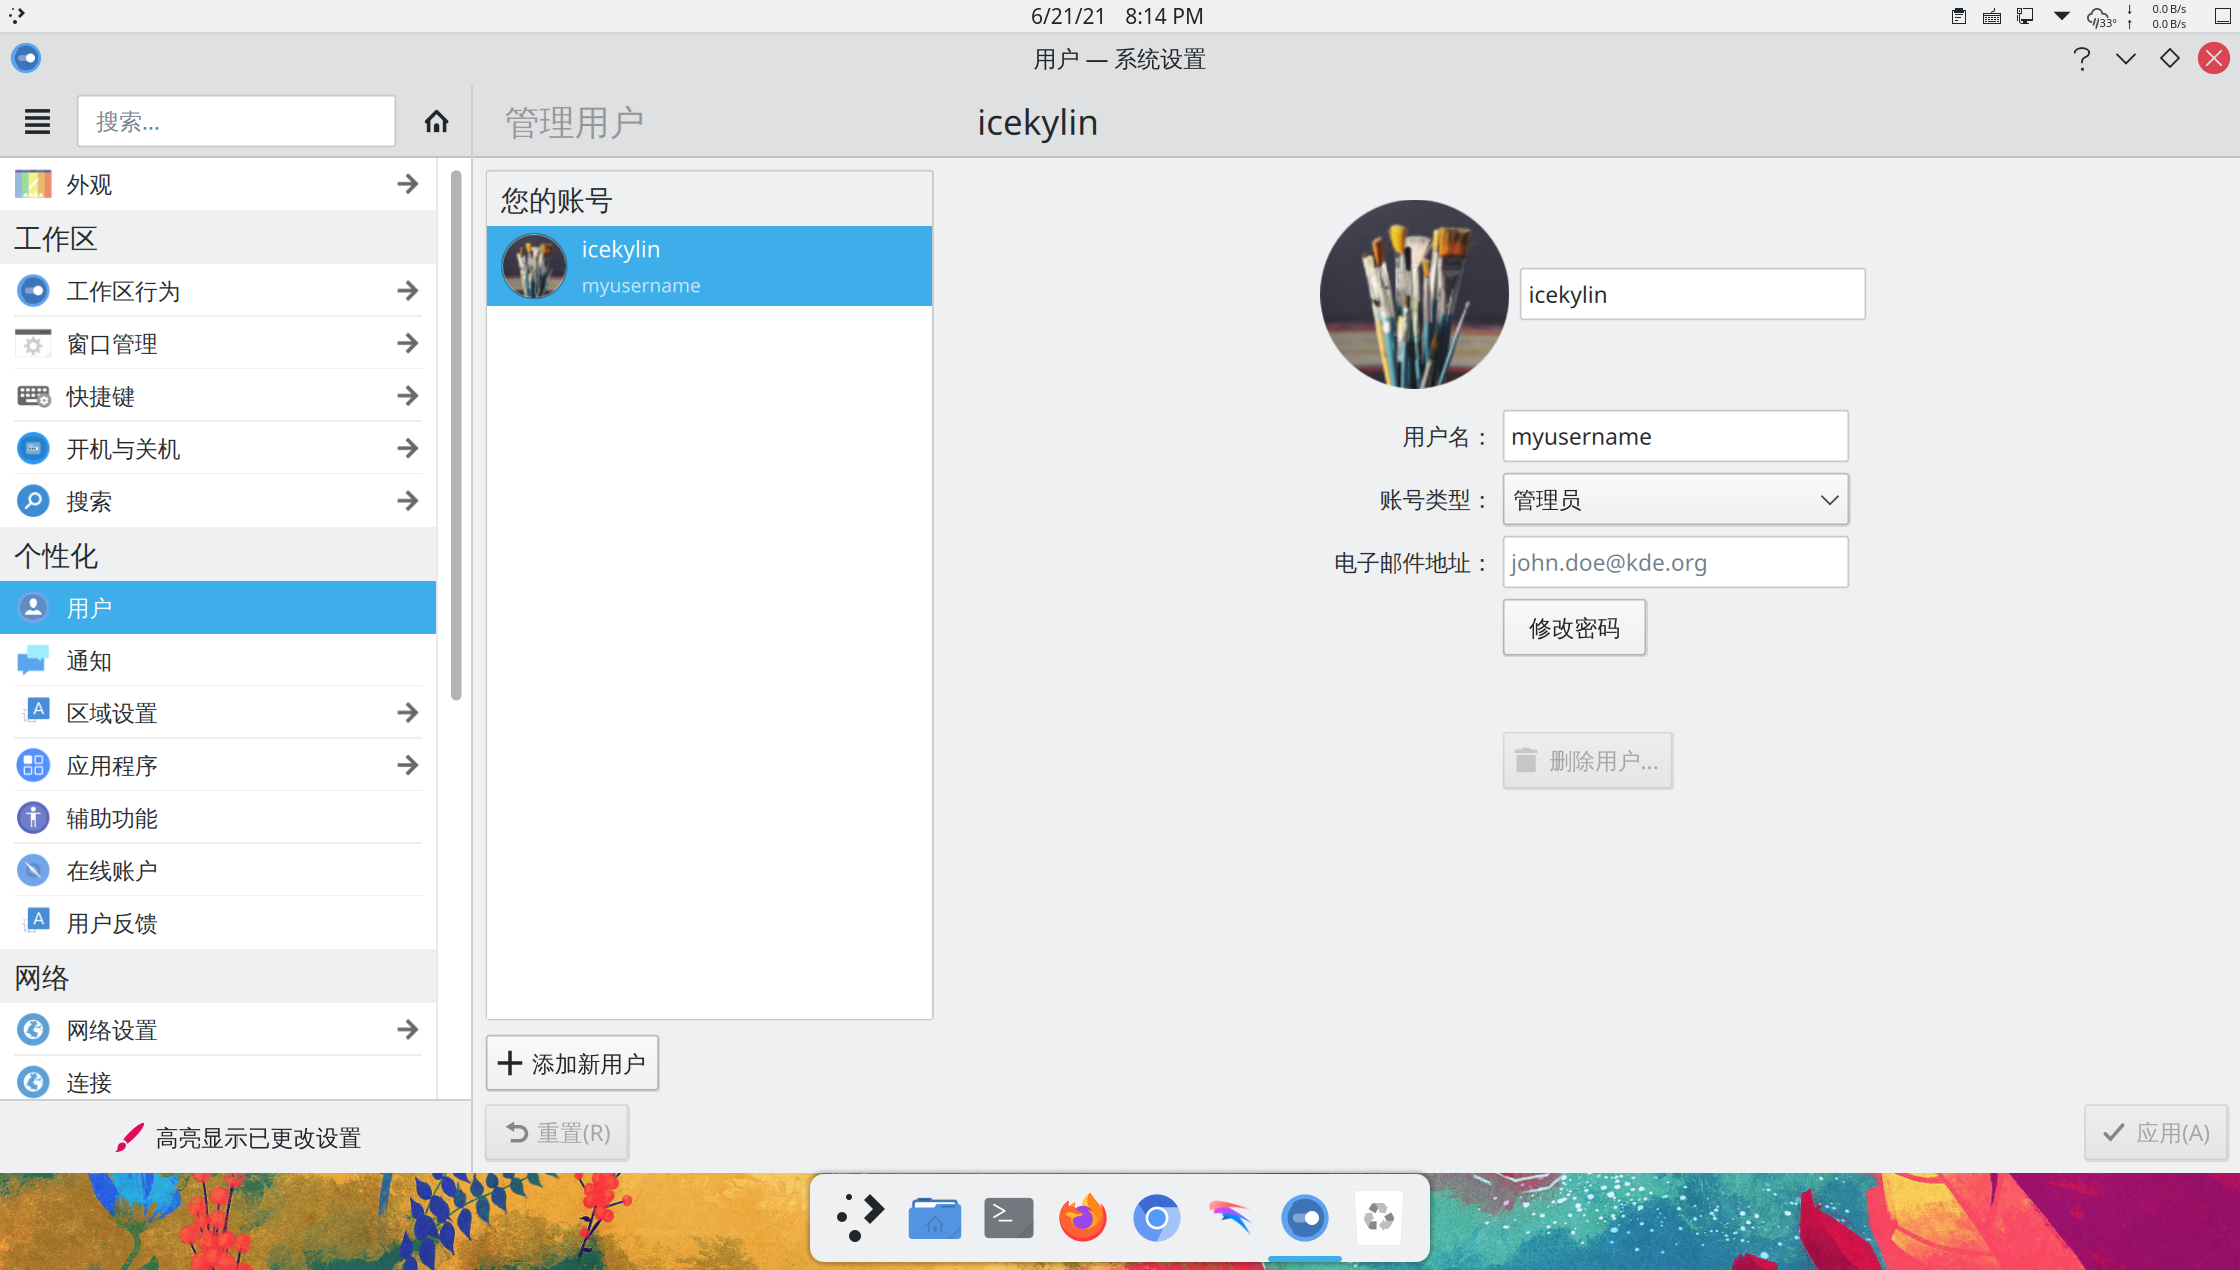 6/21/21 8:14 PM
33°
0.0 B/s
0.0 B/s
用户 — 系统设置
搜索...
管理用户
icekylin
外观
工作区
工作区行为
窗口管理
快捷键
开机与关机
搜索
个性化
用户
通知
区域设置
应用程序
辅助功能
在线账户
用户反馈
网络
网络设置
连接
高亮显示已更改设置
您的账号
icekylin
myusername
添加新用户
重置(R)
icekylin
用户名：
myusername
账号类型：
管理员
电子邮件地址：
john.doe@kde.org
修改密码
删除用户...
应用(A)